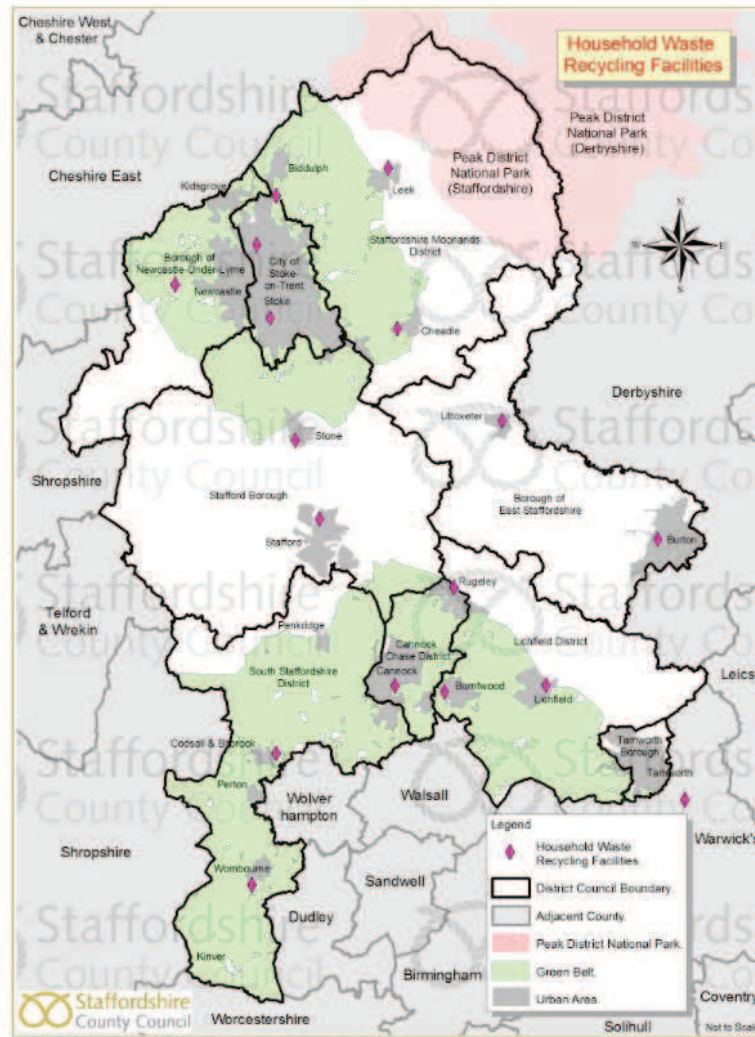 Cheshire West
& Chester
Household Waste
Recycling Facilities
Peak District
National Park
(Derbyshire)
Peak District
National Park
(Staffordshire)
Cheshire East
Biddulph
Kidsgrove
Leek
N
W
E
S
Staffordshire Moorlands
District
Borough of
Newcastle-Under-Lyme
City of
Stoke-
on-Trent
Newcastle
Stoke
Cheadle
Derbyshire
Uttoxeter
Stone
Shropshire
Stafford Borough
Borough of
East Staffordshire
Stafford
Burton
Rugeley
Telford
& Wrekin
Penkridge
Lichfield District
Cannock
Chase District
South Staffordshire
District
Cannock
Leics
Burntwood
Lichfield
Codsall & Bilbrook
Tamworth
Borough
Tamworth
Perton
Wolver
hampton
Walsall
Warwick's
Shropshire
Sandwell
Wombourne
Dudley
Kinver
Birmingham
Coventry
Worcestershire
Solihull
Not to Scale
Legend
Household Waste
Recycling Facilities
District Council Boundary.
Adjacent County.
Peak District National Park.
Green Belt.
Urban Area.
Staffordshire
County Council